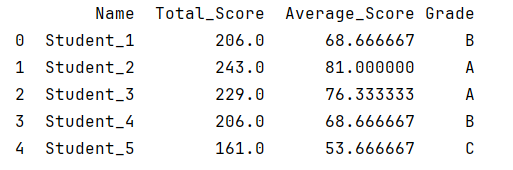 Name Total_Score Average_Score Grade
0 Student_1 206.0 68.666667 B
1 Student_2 243.0 81.000000 A
2 Student_3 229.0 76.333333 A
3 Student_4 206.0 68.666667 B
4 Student_5 161.0 53.666667 C